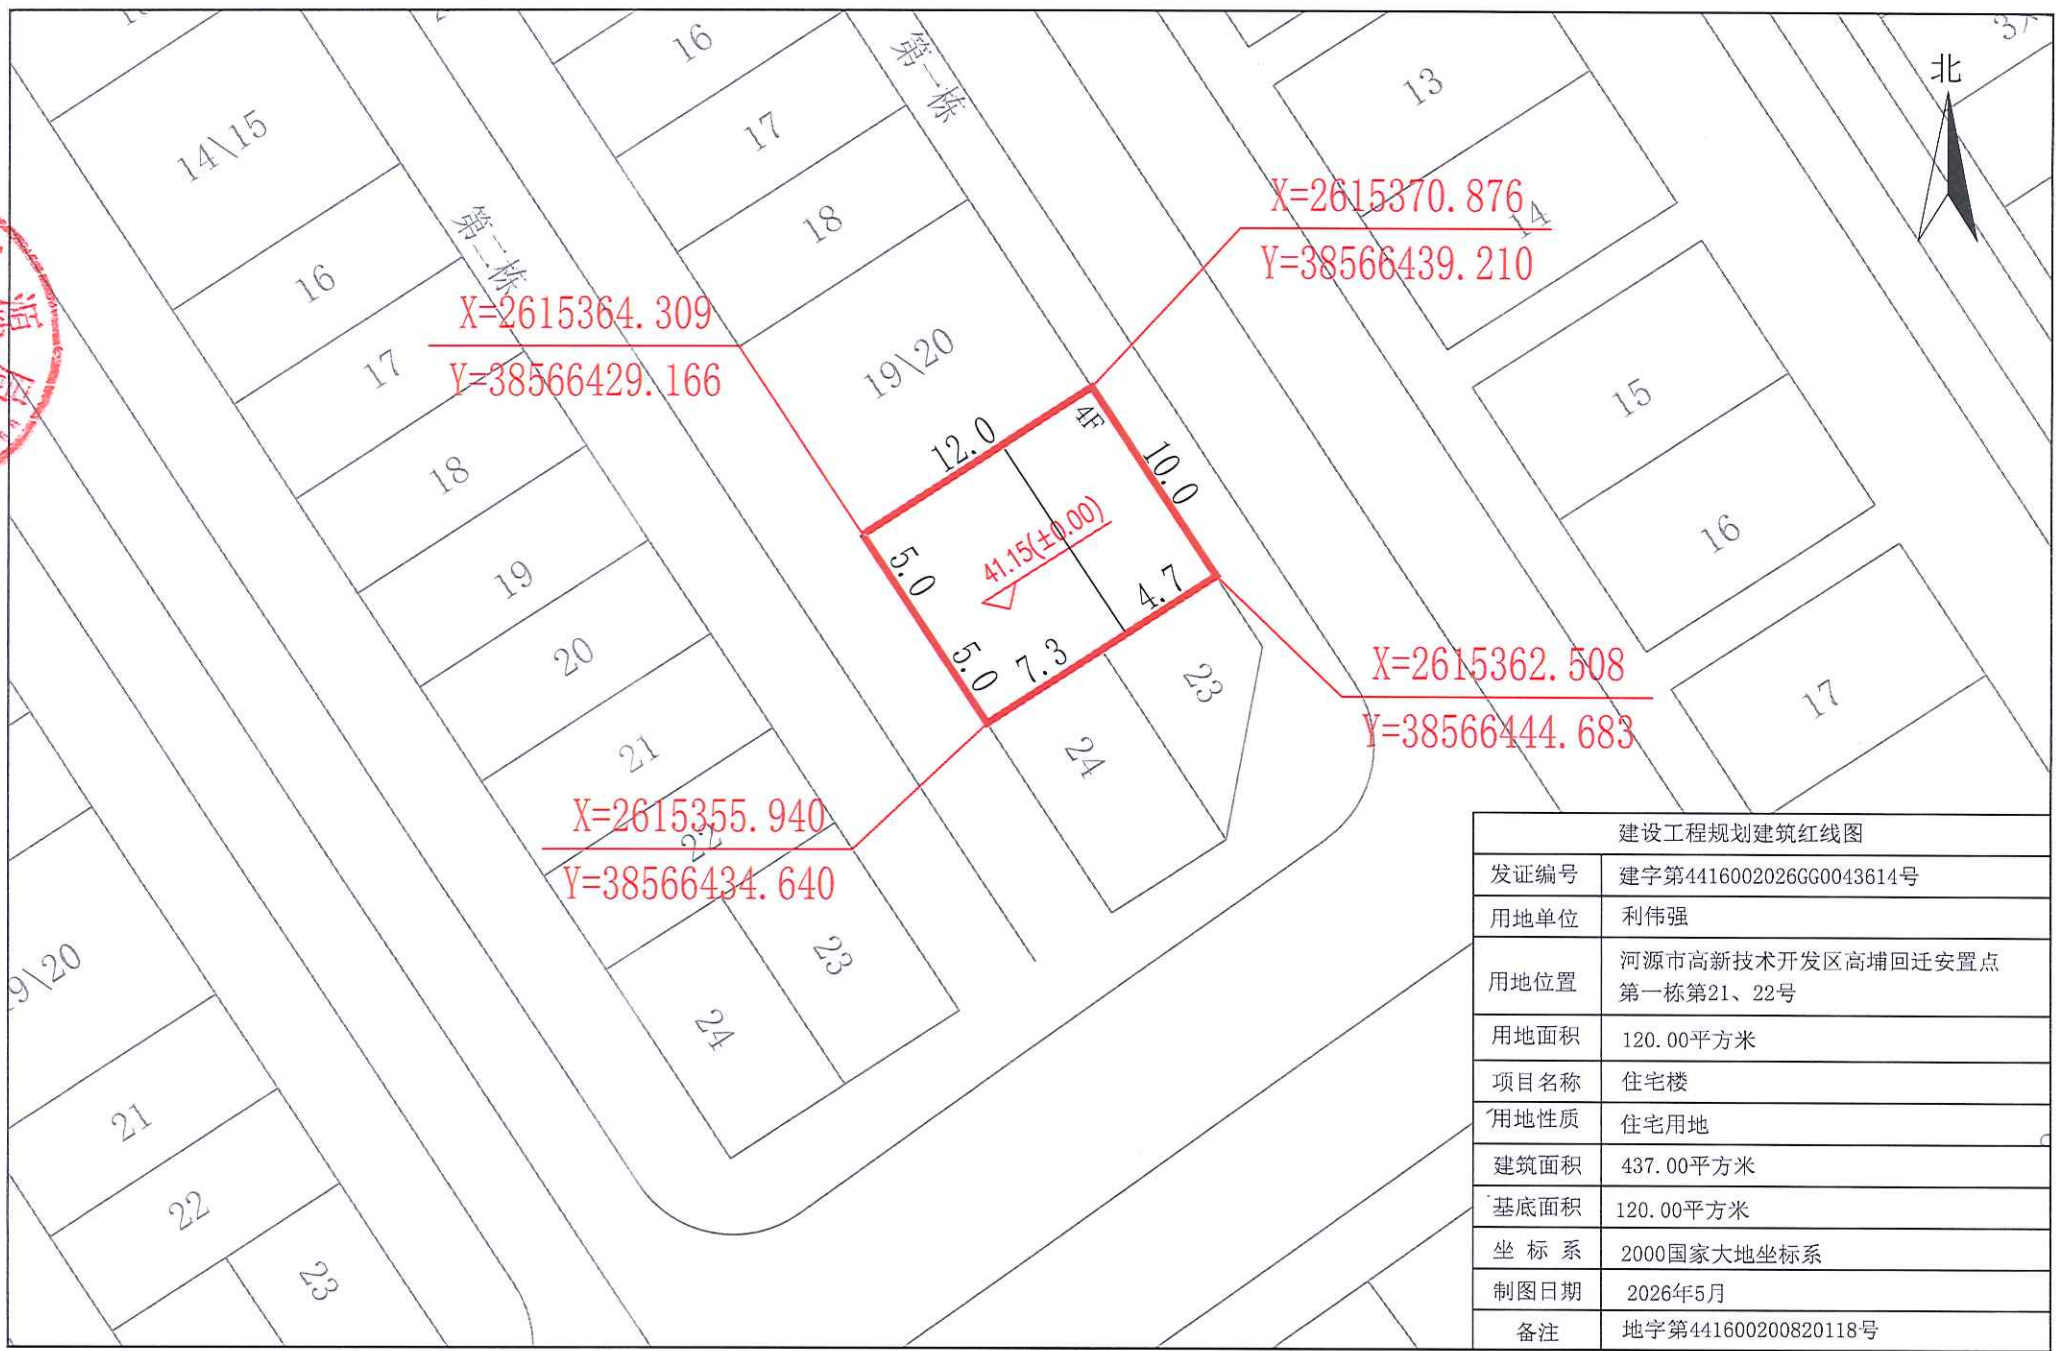 14\15
16
17
18
19
20
21
22
23
24
第二栋
16
17
18
19\20
第一栋
23
24
13
14
15
16
17
北
9\20
21
22
23
X=2615370.876
Y=38566439.210
X=2615364.309
Y=38566429.166
X=2615362.508
Y=38566444.683
X=2615355.940
Y=38566434.640
12.0
4F
10.0
5.0
5.0
41.15(±0.00)
4.7
7.3
建设工程规划建筑红线图
发证编号 建字第4416002026GG0043614号
用地单位 利伟强
用地位置 河源市高新技术开发区高埔回迁安置点
第一栋第21、22号
用地面积 120.00平方米
项目名称 住宅楼
用地性质 住宅用地
建筑面积 437.00平方米
基底面积 120.00平方米
坐标系 2000国家大地坐标系
制图日期 2026年5月
备注 地字第441600200820118号